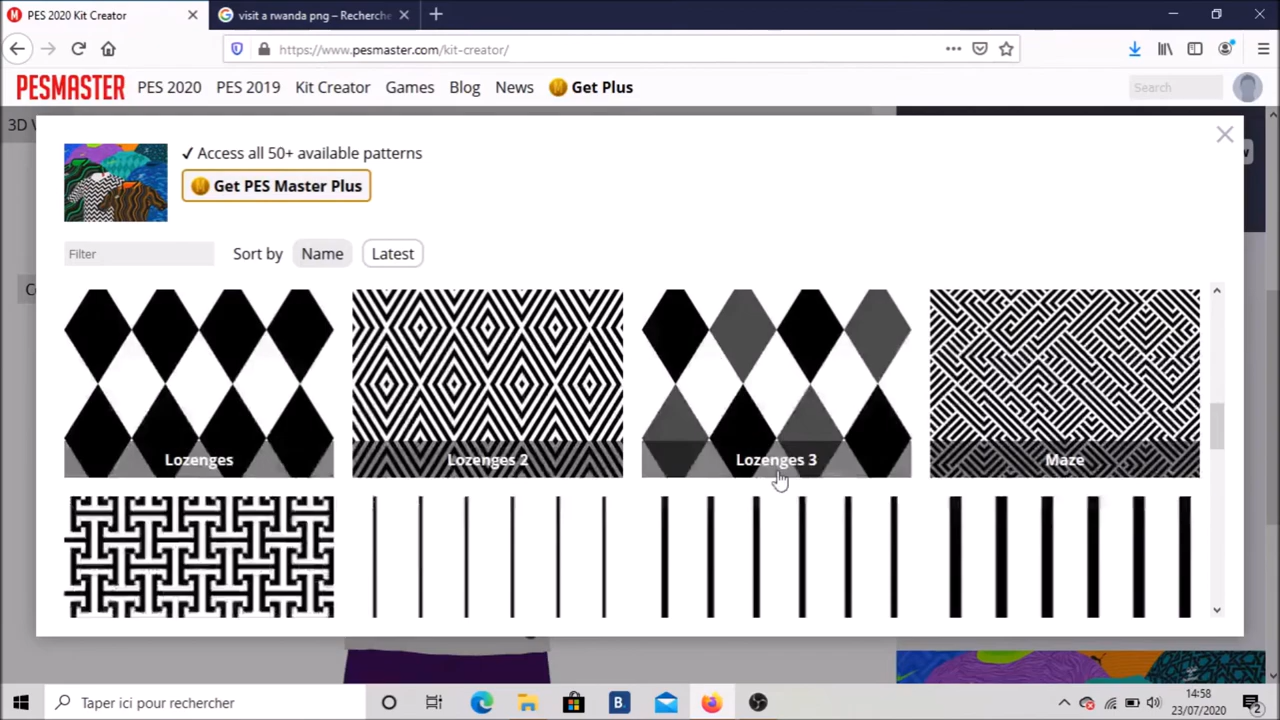 PES 2020 Kit Creator
visit a rwanda png – Recherche
https://www.pesmaster.com/kit-creator/
PESMASTER PES 2020 PES 2019 Kit Creator Games Blog News Get Plus Search
3D
✓ Access all 50+ available patterns
Get PES Master Plus
Filter Sort by Name Latest
Lozenges Lozenges 2 Lozenges 3 Maze
Taper ici pour rechercher
14:58
23/07/2020
2